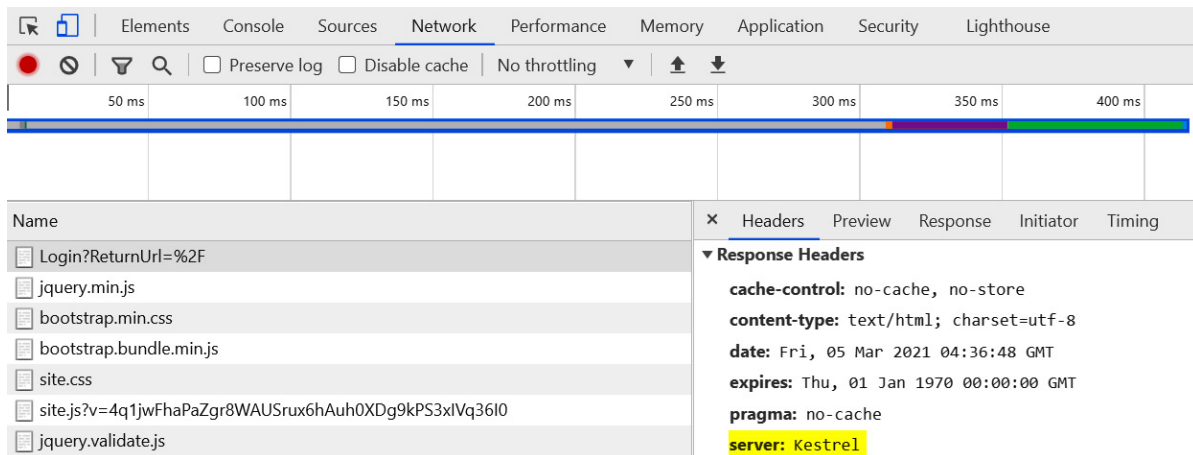 Elements Console Sources Network Performance Memory Application Security Lighthouse
Preserve log Disable cache No throttling
50 ms 100 ms 150 ms 200 ms 250 ms 300 ms 350 ms 400 ms
Name
Login?ReturnUrl=%2F
jquery.min.js
bootstrap.min.css
bootstrap.bundle.min.js
site.css
site.js?v=4q1jwFhaPaZgr8WAUSrux6hAuh0XDg9kPS3xIVq36I0
jquery.validate.js
Headers Preview Response Initiator Timing
Response Headers
cache-control: no-cache, no-store
content-type: text/html; charset=utf-8
date: Fri, 05 Mar 2021 04:36:48 GMT
expires: Thu, 01 Jan 1970 00:00:00 GMT
pragma: no-cache
server: Kestrel